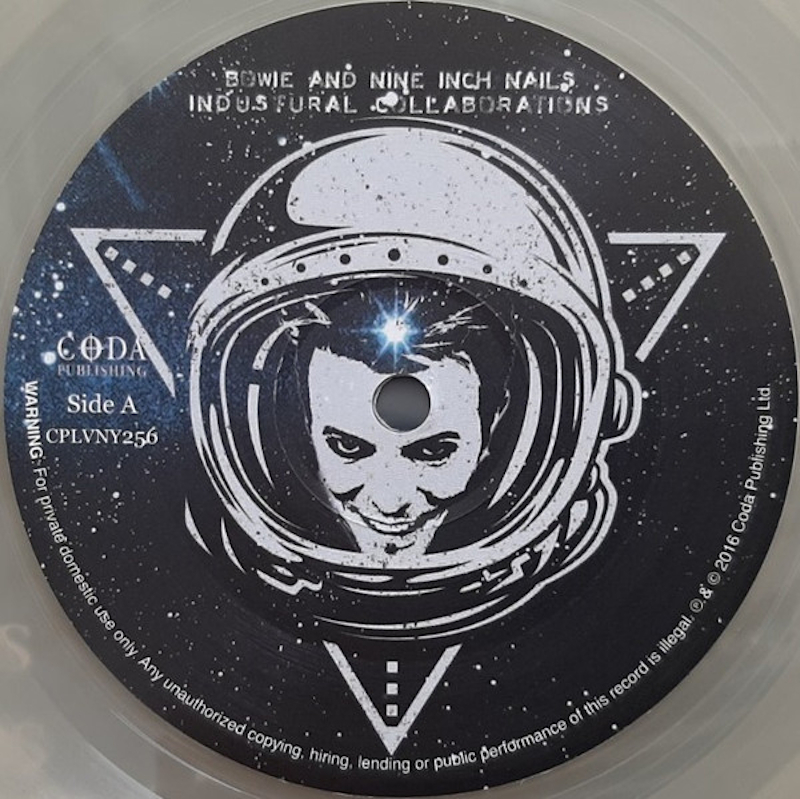 BOWIE AND NINE INCH NAILS
INDUSTURAL COLLABORATIONS
CODA
PUBLISHING
Side A
CPLVNY256
WARNING: For private domestic use only. Any unauthorized copying, hiring, lending or public performance of this record is illegal. ℗ & © 2016 Coda Publishing Ltd.